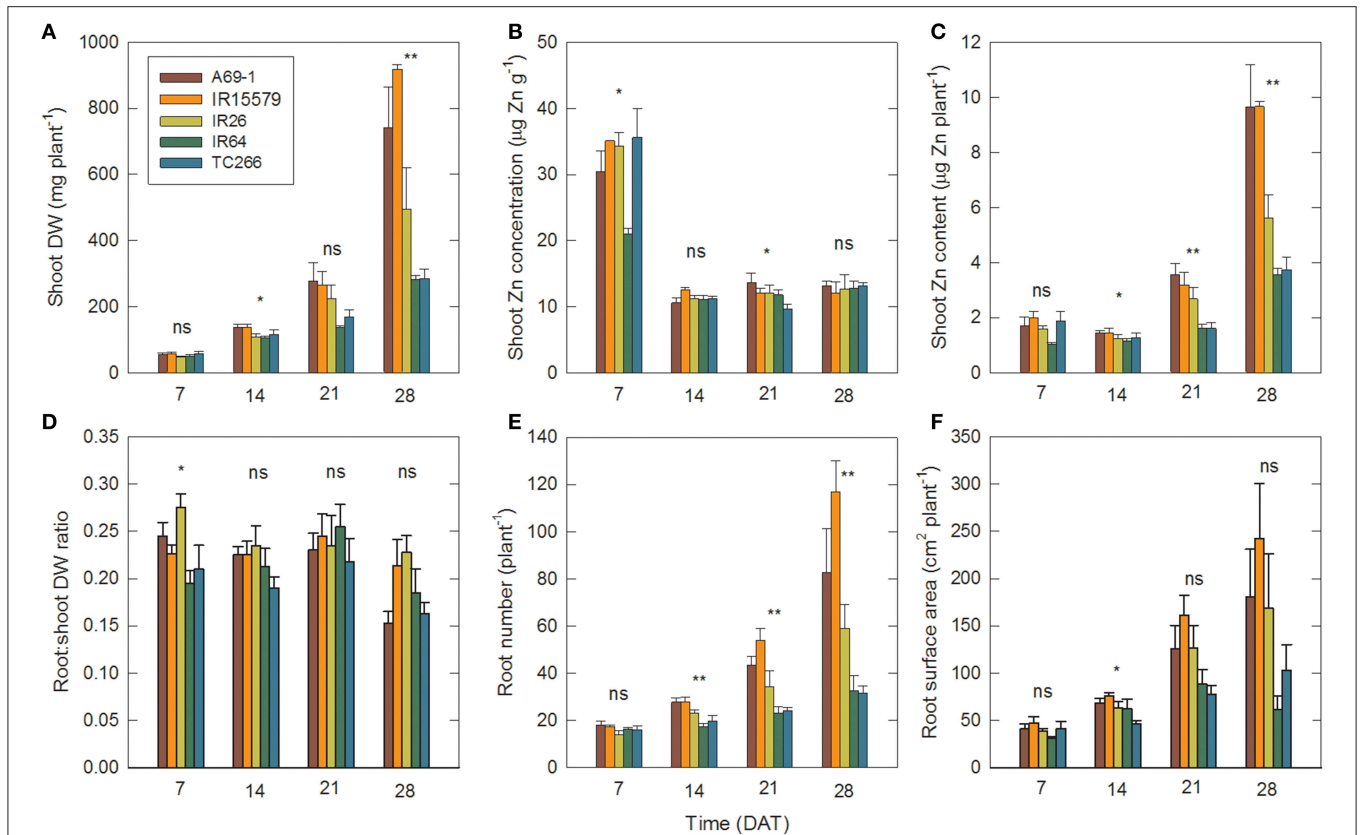 A
Shoot DW (mg plant⁻¹)
1000
800
600
400
200
0
A69-1
IR15579
IR26
IR64
TC266
ns
*
ns
**
7
14
21
28
B
Shoot Zn concentration (µg Zn g⁻¹)
50
40
30
20
10
0
*
ns
*
ns
7
14
21
28
C
Shoot Zn content (µg Zn plant⁻¹)
12
10
8
6
4
2
0
ns
*
**
**
7
14
21
28
D
Root:shoot DW ratio
0.35
0.30
0.25
0.20
0.15
0.10
0.05
0.00
*
ns
ns
ns
7
14
21
28
E
Root number (plant⁻¹)
140
120
100
80
60
40
20
0
ns
**
**
**
7
14
21
28
Time (DAT)
F
Root surface area (cm² plant⁻¹)
350
300
250
200
150
100
50
0
ns
*
ns
ns
7
14
21
28